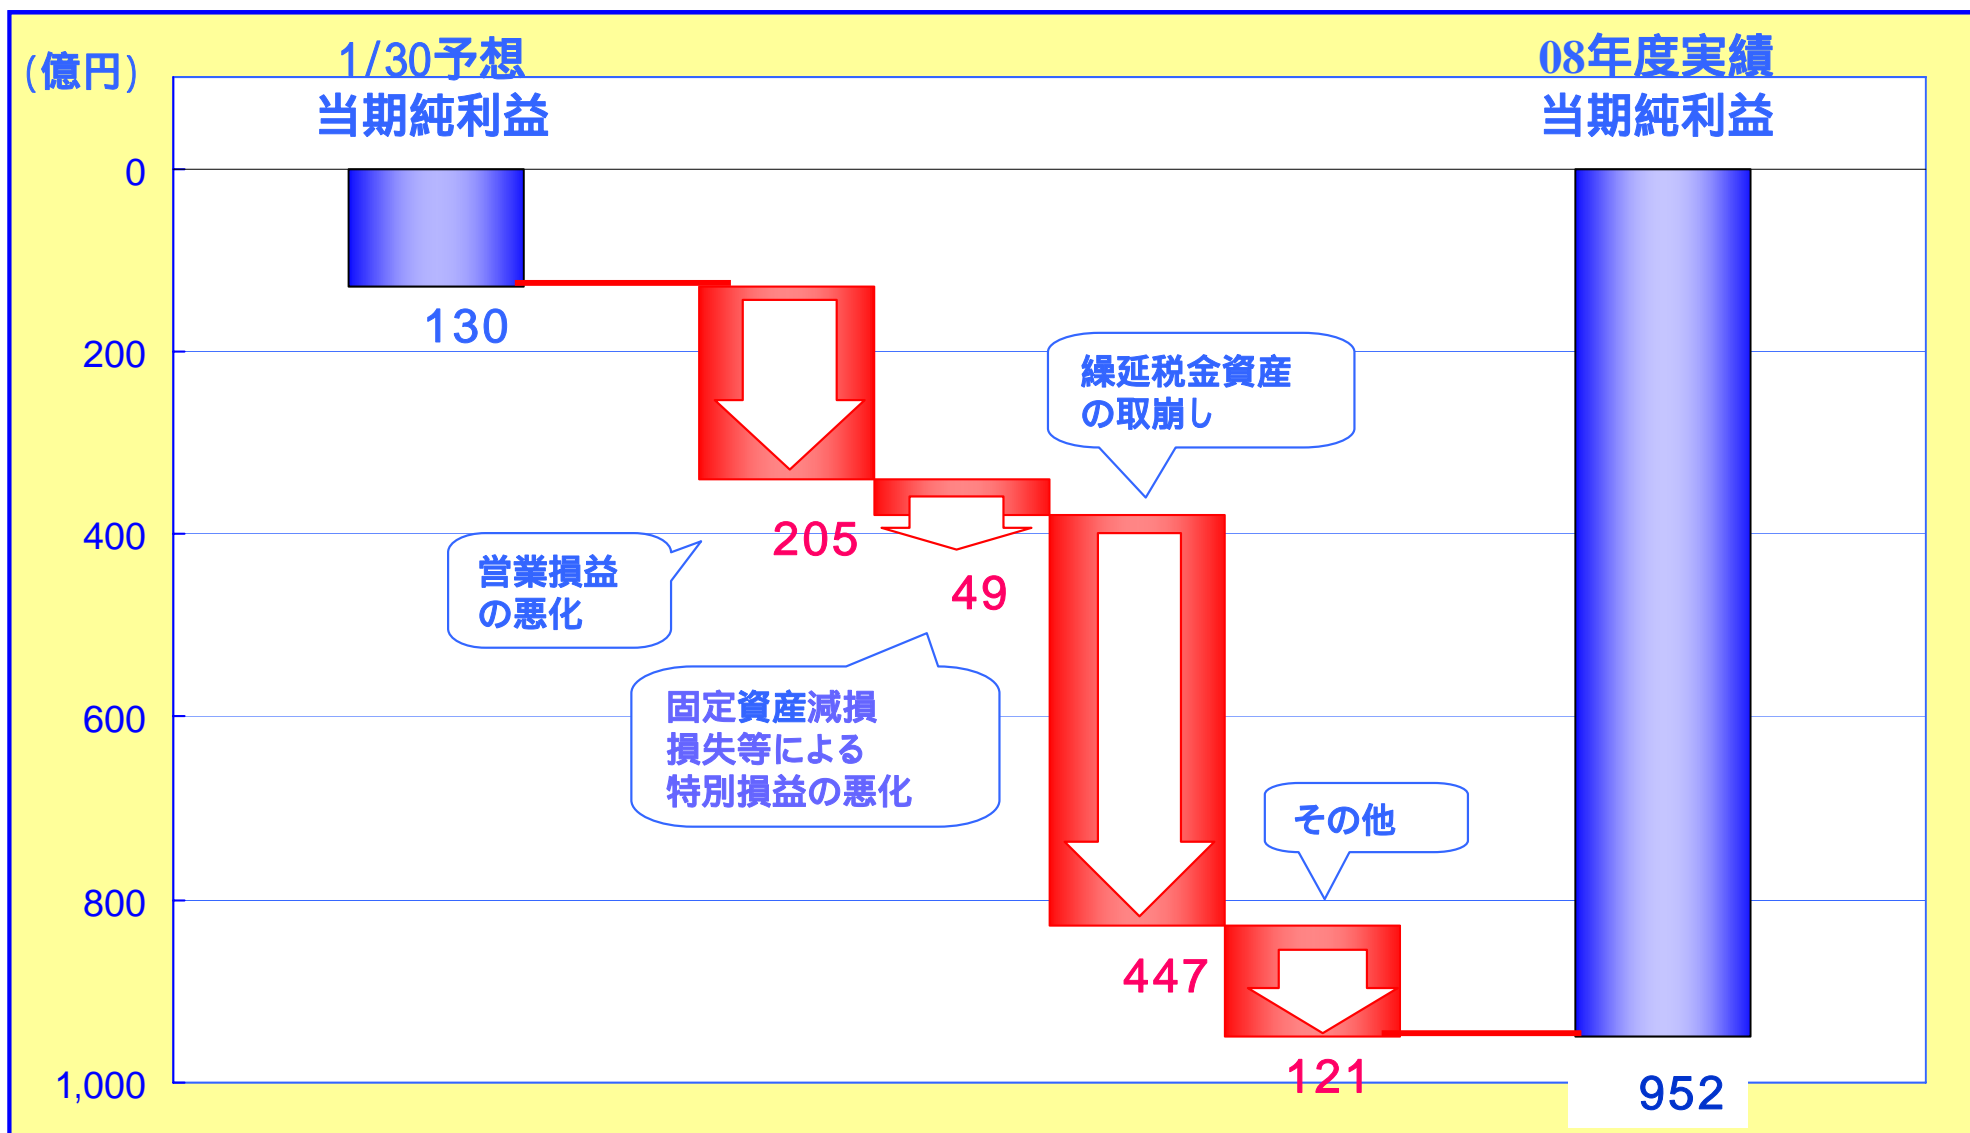 (億円)
1/30予想
当期純利益
08年度実績
当期純利益
0
200
400
600
800
1,000
130
205
49
447
121
952
営業損益
の悪化
固定資産減損
損失等による
特別損益の悪化
繰延税金資産
の取崩し
その他